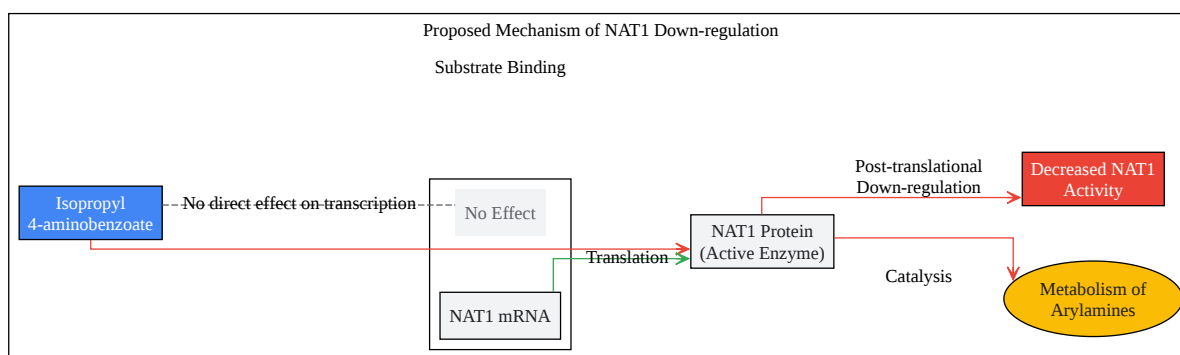 Proposed Mechanism of NAT1 Down-regulation
Substrate Binding
Isopropyl
4-aminobenzoate
No direct effect on transcription
No Effect
NAT1 mRNA
Translation
NAT1 Protein
(Active Enzyme)
Post-translational
Down-regulation
Decreased NAT1
Activity
Catalysis
Metabolism of
Arylamines